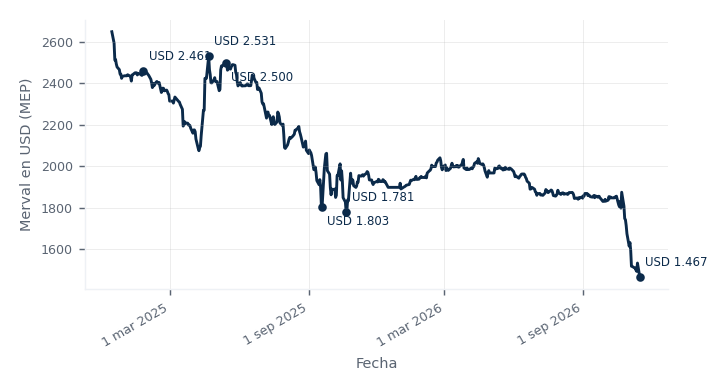 USD 2.531
2600
USD 2.461
2400
USD 2.500
2200
2000
USD 1.781
1800
USD 1.803
USD 1.467
1600
Merval en USD (MEP)
1 mar 2025
1 sep 2025
1 mar 2026
1 sep 2026
Fecha